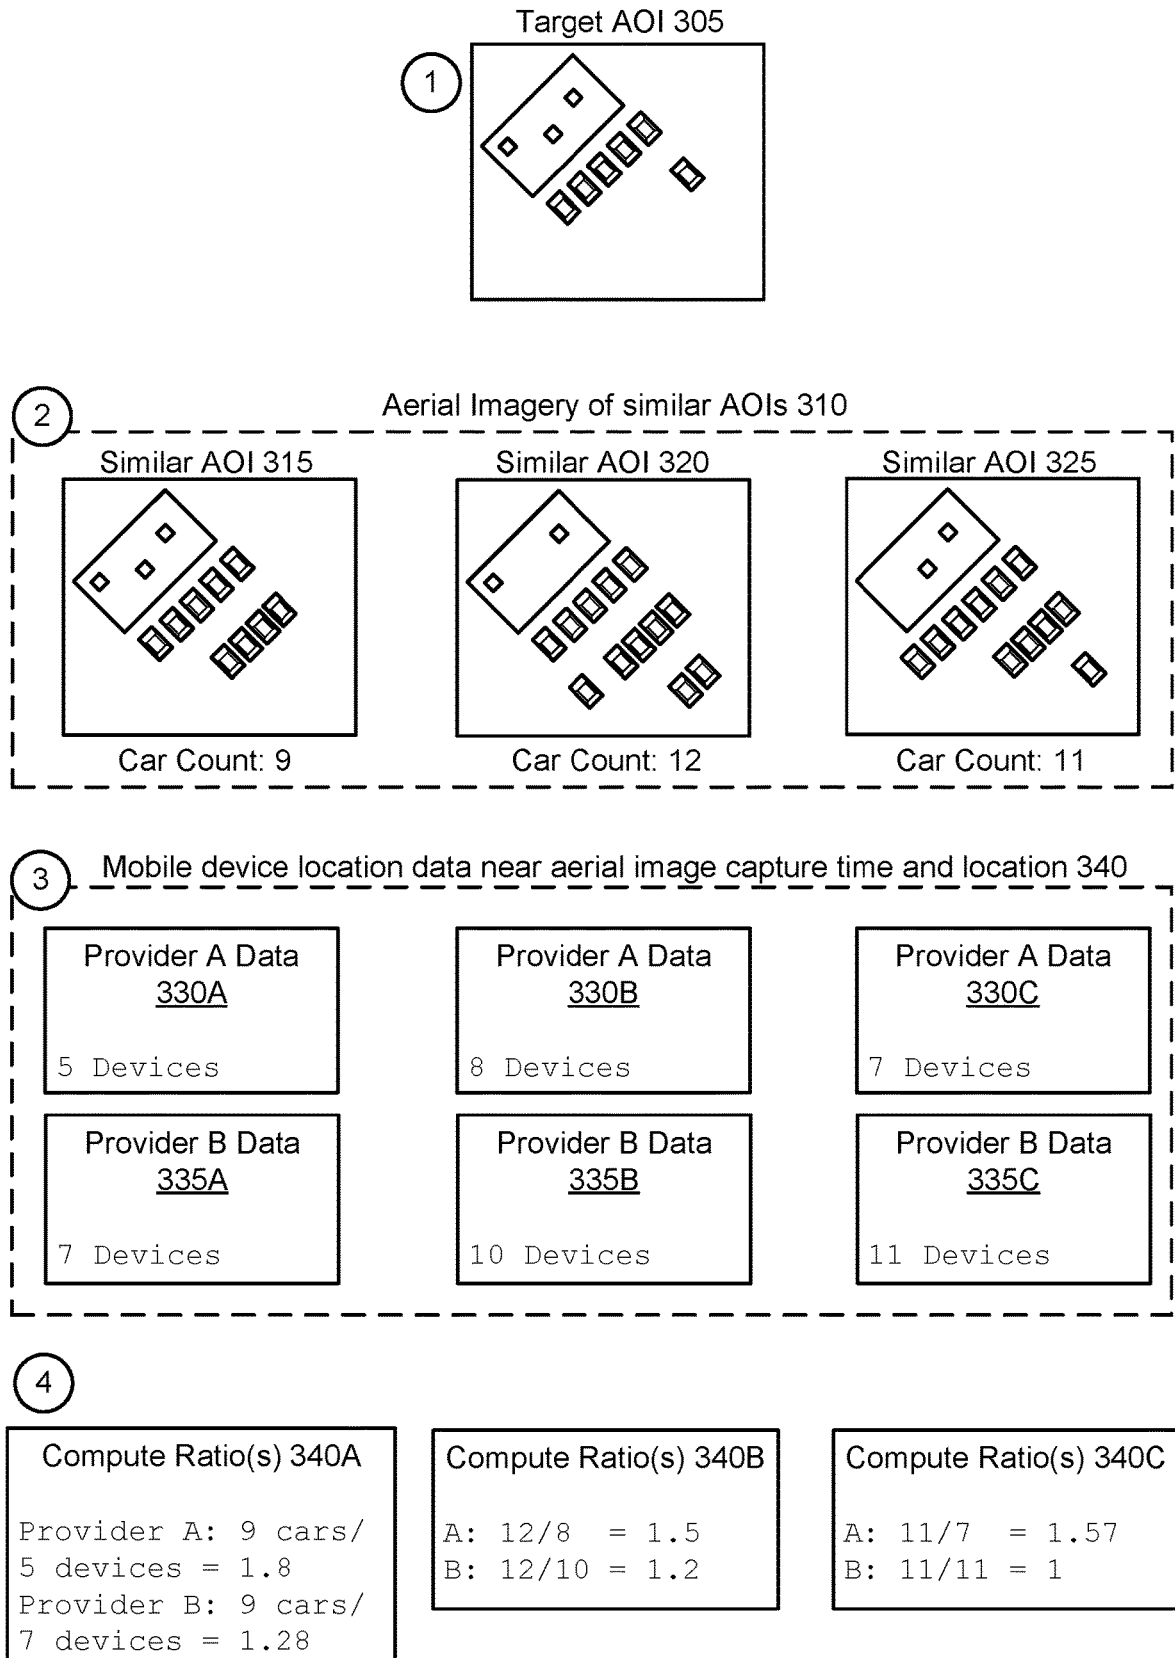 Target AOI 305
1
2
Aerial Imagery of similar AOIs 310
Similar AOI 315
Similar AOI 320
Similar AOI 325
Car Count: 9
Car Count: 12
Car Count: 11
3
Mobile device location data near aerial image capture time and location 340
Provider A Data
330A
5 Devices
Provider A Data
330B
8 Devices
Provider A Data
330C
7 Devices
Provider B Data
335A
7 Devices
Provider B Data
335B
10 Devices
Provider B Data
335C
11 Devices
4
Compute Ratio(s) 340A
Provider A: 9 cars/
5 devices = 1.8
Provider B: 9 cars/
7 devices = 1.28
Compute Ratio(s) 340B
A: 12/8 = 1.5
B: 12/10 = 1.2
Compute Ratio(s) 340C
A: 11/7 = 1.57
B: 11/11 = 1